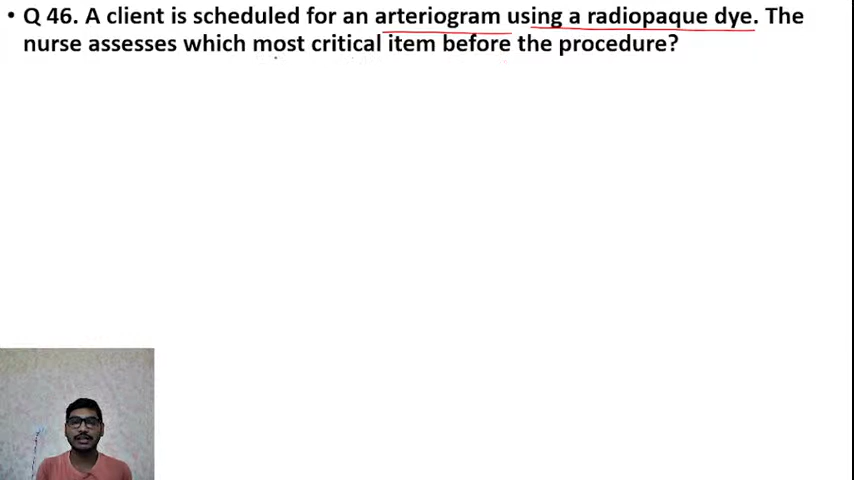 • Q 46. A client is scheduled for an arteriogram using a radiopaque dye. The
nurse assesses which most critical item before the procedure?